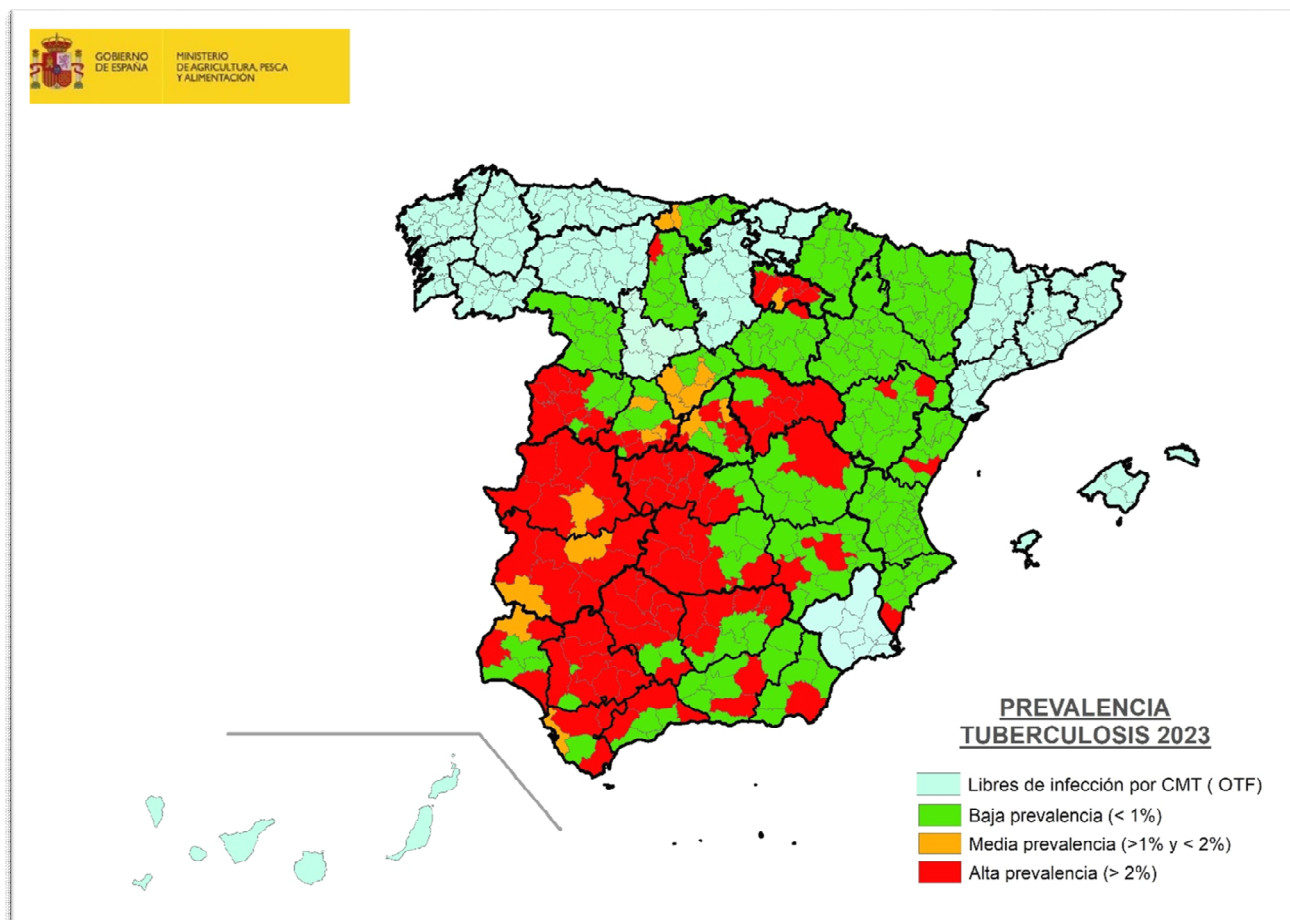 GOBIERNO
DE ESPAÑA
MINISTERIO
DE AGRICULTURA, PESCA
Y ALIMENTACIÓN
PREVALENCIA
TUBERCULOSIS 2023
Libres de infección por CMT ( OTF)
Baja prevalencia (< 1%)
Media prevalencia (>1% y < 2%)
Alta prevalencia (> 2%)